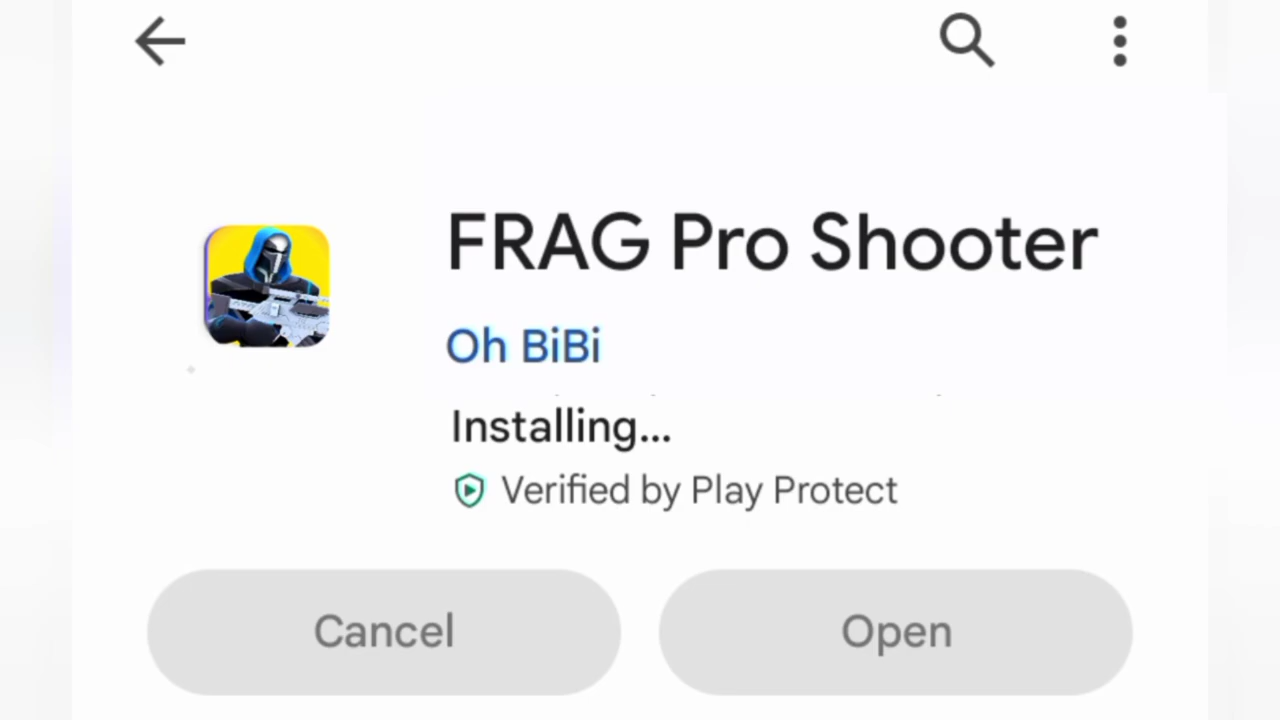 FRAG Pro Shooter
Oh BiBi
Installing...
Verified by Play Protect
Cancel
Open